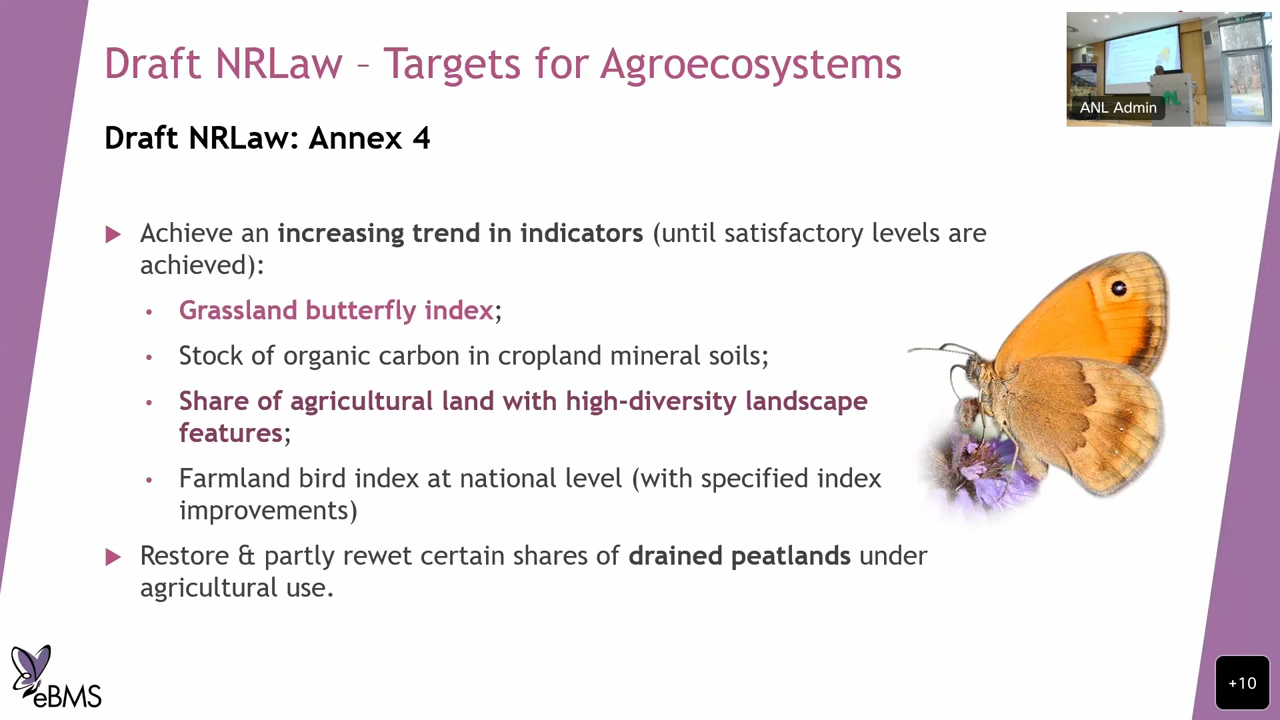 Draft NRLaw – Targets for Agroecosystems
ANL Admin
Draft NRLaw: Annex 4
Achieve an increasing trend in indicators (until satisfactory levels are
achieved):
• Grassland butterfly index;
• Stock of organic carbon in cropland mineral soils;
• Share of agricultural land with high-diversity landscape
features;
• Farmland bird index at national level (with specified index
improvements)
Restore & partly rewet certain shares of drained peatlands under
agricultural use.
eBMS
+10